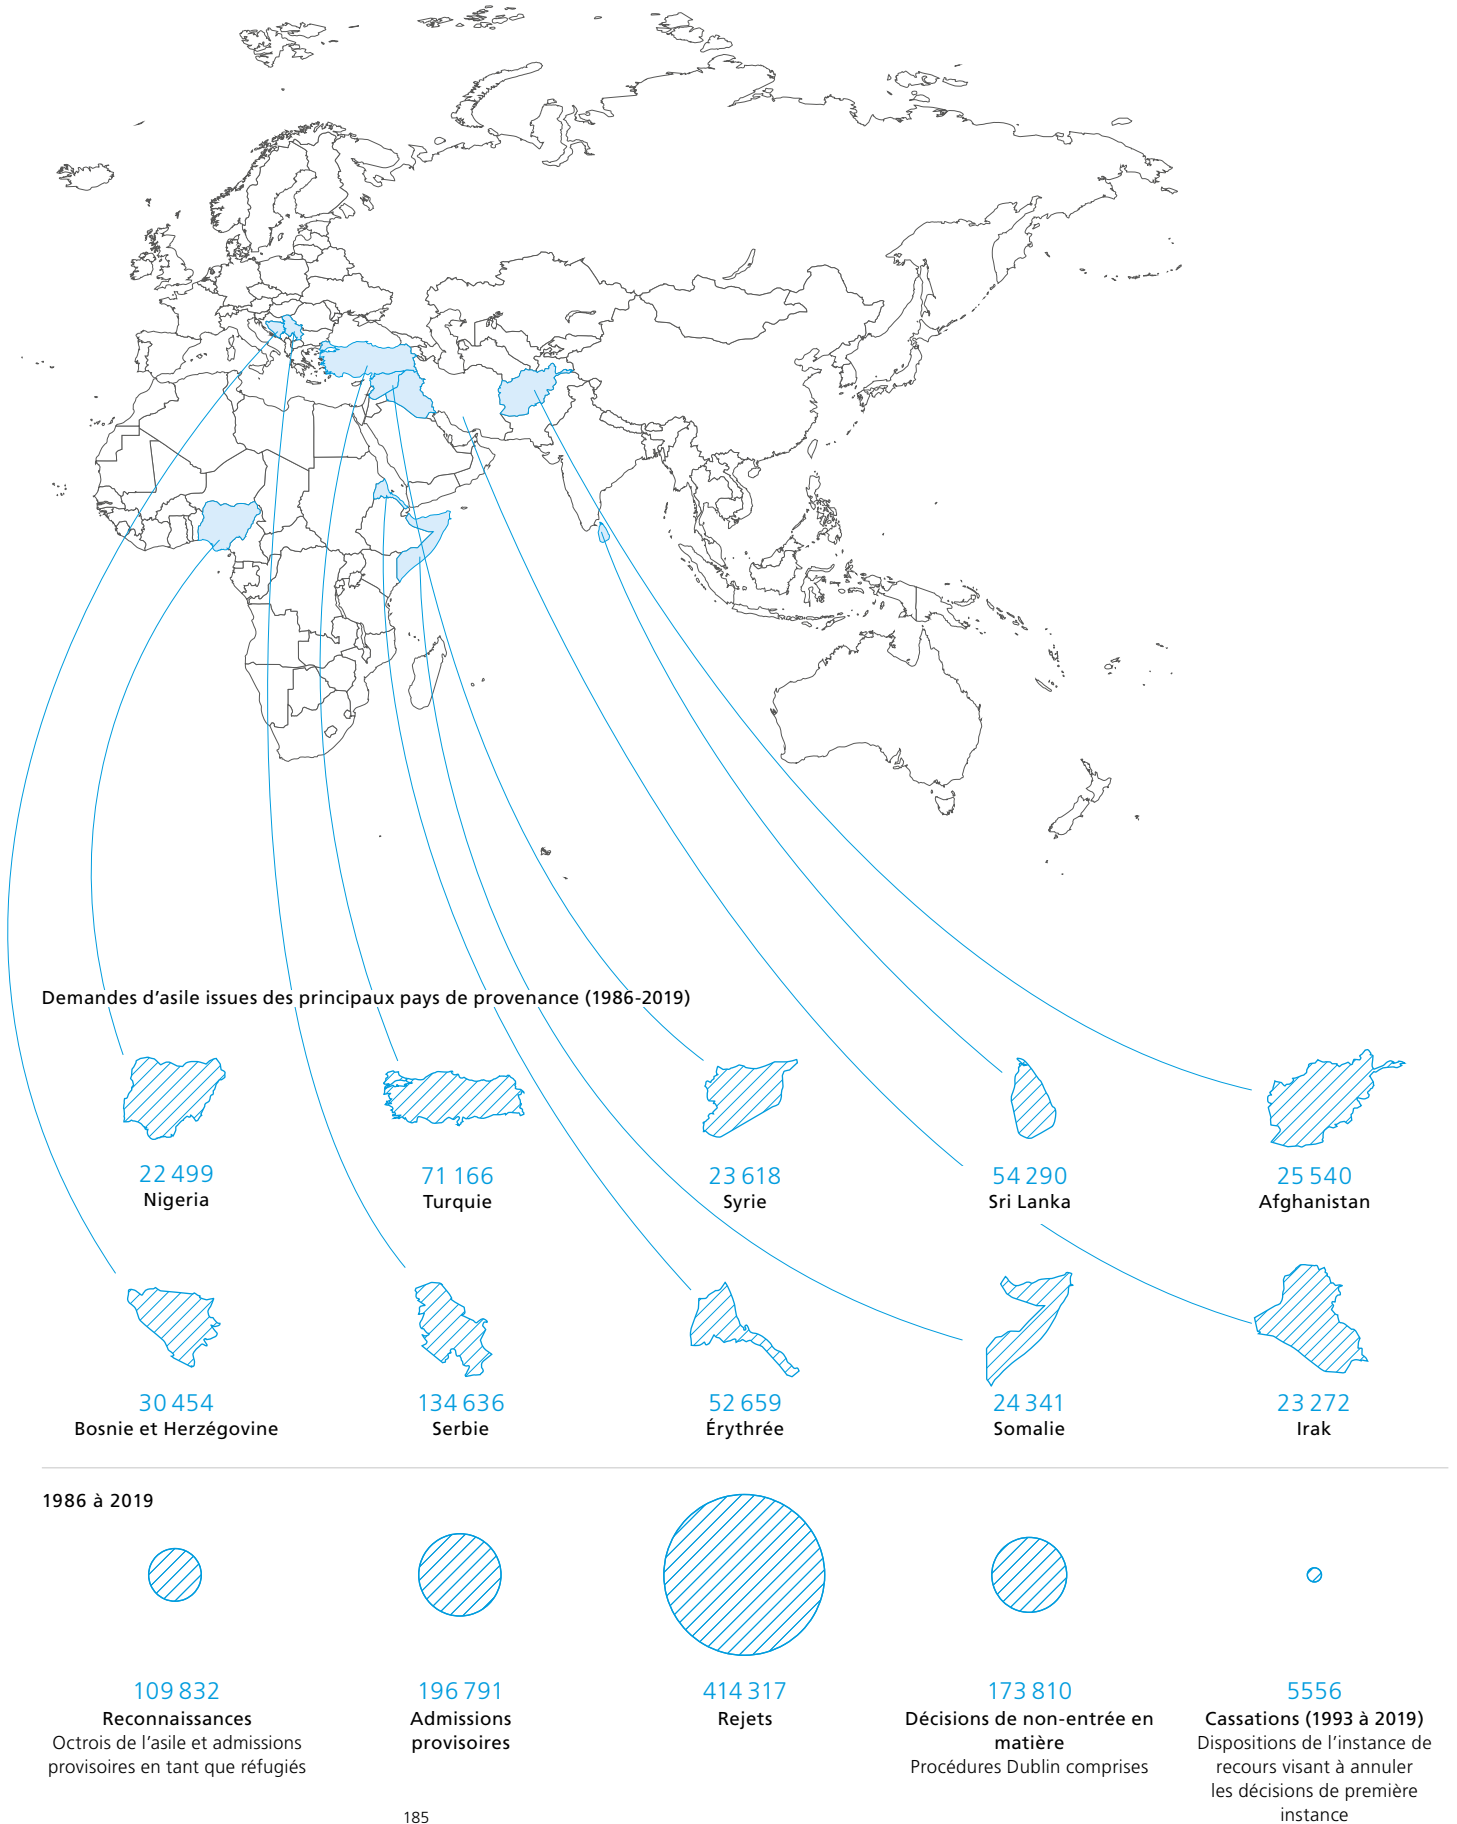 Demandes d'asile issues des principaux pays de provenance (1986-2019)
22 499
Nigeria
71 166
Turquie
23 618
Syrie
54 290
Sri Lanka
25 540
Afghanistan
30 454
Bosnie et Herzégovine
134 636
Serbie
52 659
Érythrée
24 341
Somalie
23 272
Irak
1986 à 2019
109 832
Reconnaissances
Octrois de l'asile et admissions
provisoires en tant que réfugiés
196 791
Admissions
provisoires
414 317
Rejets
173 810
Décisions de non-entrée en
matière
Procédures Dublin comprises
5556
Cassations (1993 à 2019)
Dispositions de l'instance de
recours visant à annuler
les décisions de première
instance
185